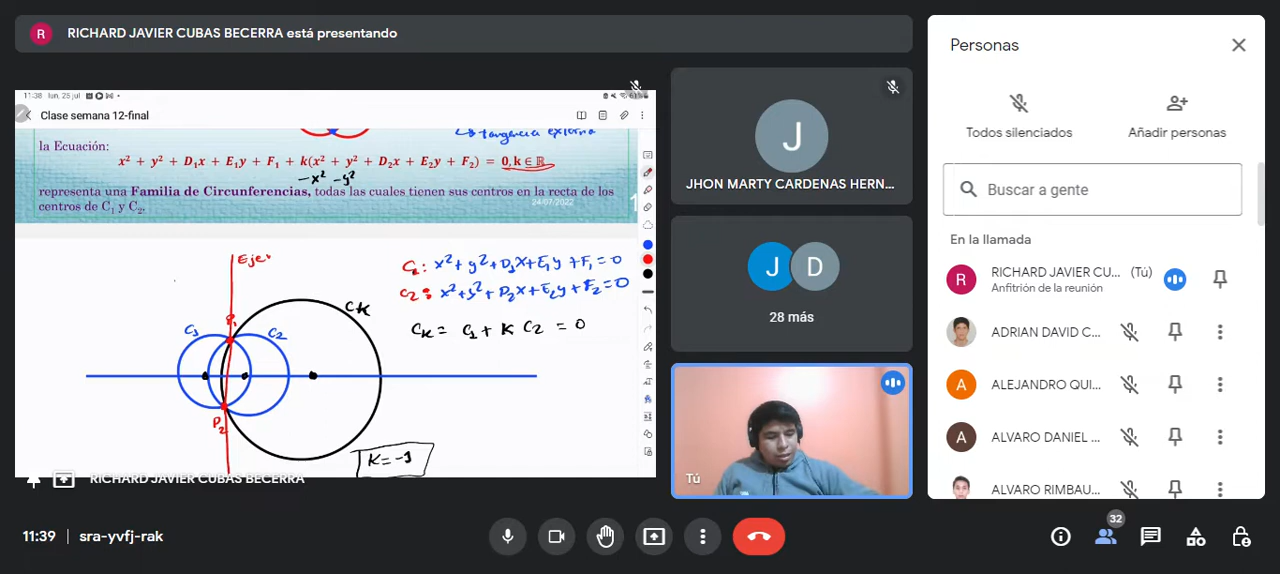 R RICHARD JAVIER CUBAS BECERRA está presentando
11:38 lun, 25 jul
Clase semana 12-final
tangencia externa
la Ecuación:
x² + y² + D₁x + E₁y + F₁ + k(x² + y² + D₂x + E₂y + F₂) = 0, k ∈ ℝ
-x² -y²
representa una Familia de Circunferencias, todas las cuales tienen sus centros en la recta de los
centros de C₁ y C₂.
24/07/2022
1
Eje
C₁: x²+y²+D₁x+E₁y+F₁=0
C₂: x²+y²+D₂x+E₂y+F₂=0
CK
P₁
C₁
C₂
CK = C₁ + K C₂ = 0
P₂
K=-1
RICHARD JAVIER CUBAS BECERRA
J
JHON MARTY CARDENAS HERN...
J D
28 más
Tú
Personas
Todos silenciados
Añadir personas
Buscar a gente
En la llamada
R RICHARD JAVIER CU... (Tú)
Anfitrión de la reunión
ADRIAN DAVID C...
A ALEJANDRO QUI...
A ALVARO DANIEL ...
ALVARO RIMBAU...
11:39 sra-yvfj-rak
32